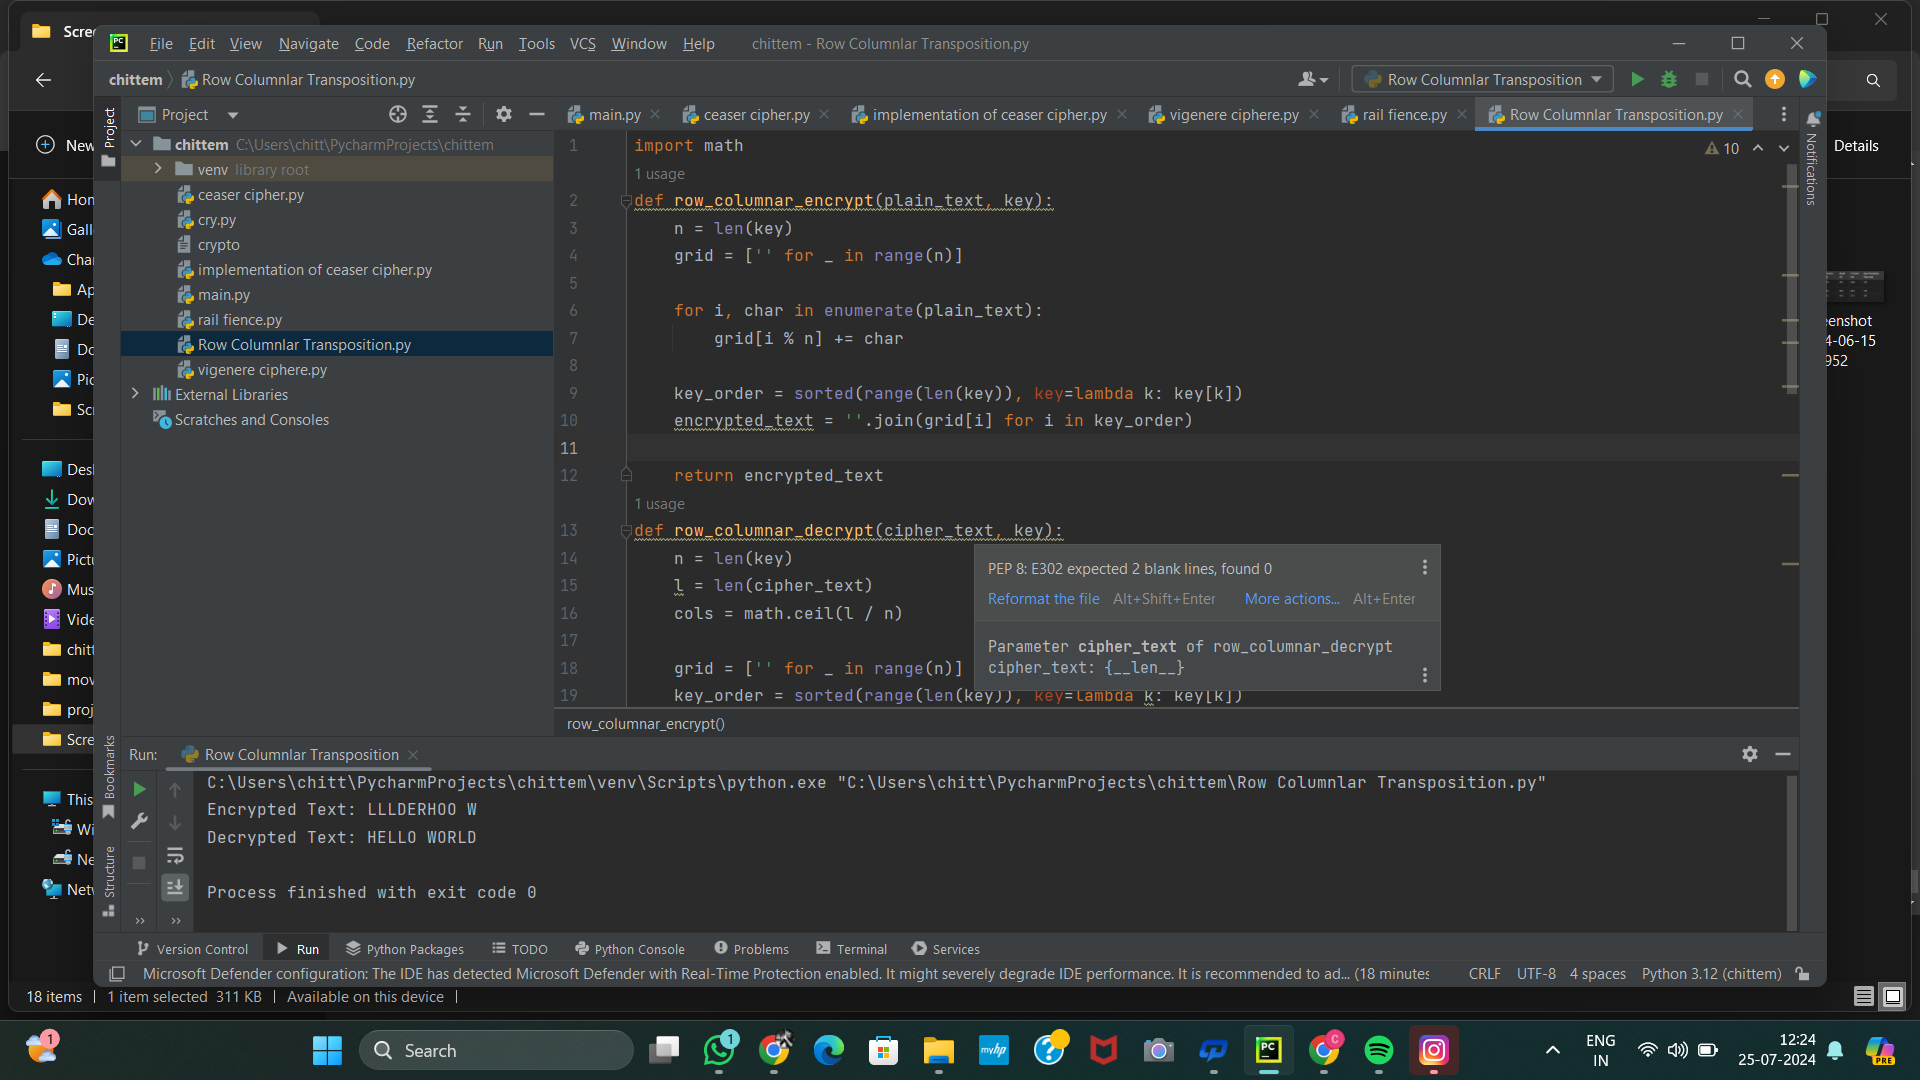 Scree
File Edit View Navigate Code Refactor Run Tools VCS Window Help chittem - Row Columnlar Transposition.py
chittem Row Columnlar Transposition.py
Row Columnlar Transposition
Project
main.py ceaser cipher.py implementation of ceaser cipher.py vigenere ciphere.py rail fience.py Row Columnlar Transposition.py
Project
Notifications
New
Details
chittem C:\Users\chitt\PycharmProjects\chittem
venv library root
ceaser cipher.py
cry.py
crypto
implementation of ceaser cipher.py
main.py
rail fience.py
Row Columnlar Transposition.py
vigenere ciphere.py
External Libraries
Scratches and Consoles
Hon
Gall
Char
Ap
De
Do
Pic
Scr
Desk
Dow
Doc
Pictu
Mus
Vide
chitt
mov
proj
Scre
This
Wi
Ne
Netw
10
1 import math
1 usage
2 def row_columnar_encrypt(plain_text, key):
3 n = len(key)
4 grid = ['' for _ in range(n)]
5
6 for i, char in enumerate(plain_text):
7 grid[i % n] += char
8
9 key_order = sorted(range(len(key)), key=lambda k: key[k])
10 encrypted_text = ''.join(grid[i] for i in key_order)
11
12 return encrypted_text
1 usage
13 def row_columnar_decrypt(cipher_text, key):
14 n = len(key)
15 l = len(cipher_text)
16 cols = math.ceil(l / n)
17
18 grid = ['' for _ in range(n)]
19 key_order = sorted(range(len(key)), key=lambda k: key[k])
PEP 8: E302 expected 2 blank lines, found 0
Reformat the file Alt+Shift+Enter More actions... Alt+Enter
Parameter cipher_text of row_columnar_decrypt
cipher_text: {__len__}
enshot
4-06-15
952
row_columnar_encrypt()
Bookmarks
Structure
Run: Row Columnlar Transposition
C:\Users\chitt\PycharmProjects\chittem\venv\Scripts\python.exe "C:\Users\chitt\PycharmProjects\chittem\Row Columnlar Transposition.py"
Encrypted Text: LLLDERHOO W
Decrypted Text: HELLO WORLD
Process finished with exit code 0
Version Control Run Python Packages TODO Python Console Problems Terminal Services
Microsoft Defender configuration: The IDE has detected Microsoft Defender with Real-Time Protection enabled. It might severely degrade IDE performance. It is recommended to ad... (18 minutes
CRLF UTF-8 4 spaces Python 3.12 (chittem)
18 items 1 item selected 311 KB Available on this device
1
Search
1
myhp
PC
C
ENG
IN
12:24
25-07-2024
PRE